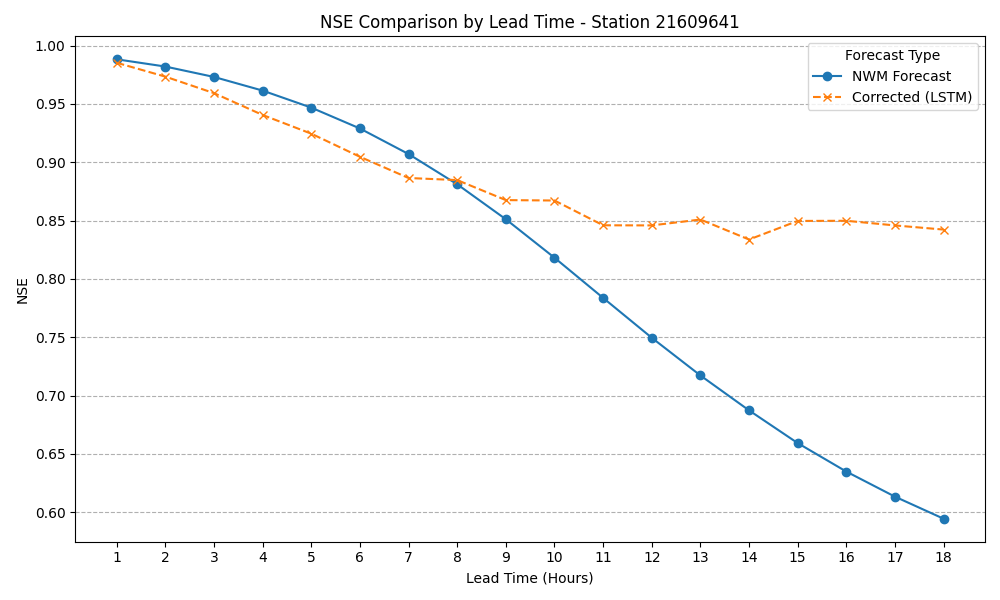 NSE Comparison by Lead Time - Station 21609641
Forecast Type
NWM Forecast
Corrected (LSTM)
NSE
1.00
0.95
0.90
0.85
0.80
0.75
0.70
0.65
0.60
1 2 3 4 5 6 7 8 9 10 11 12 13 14 15 16 17 18
Lead Time (Hours)